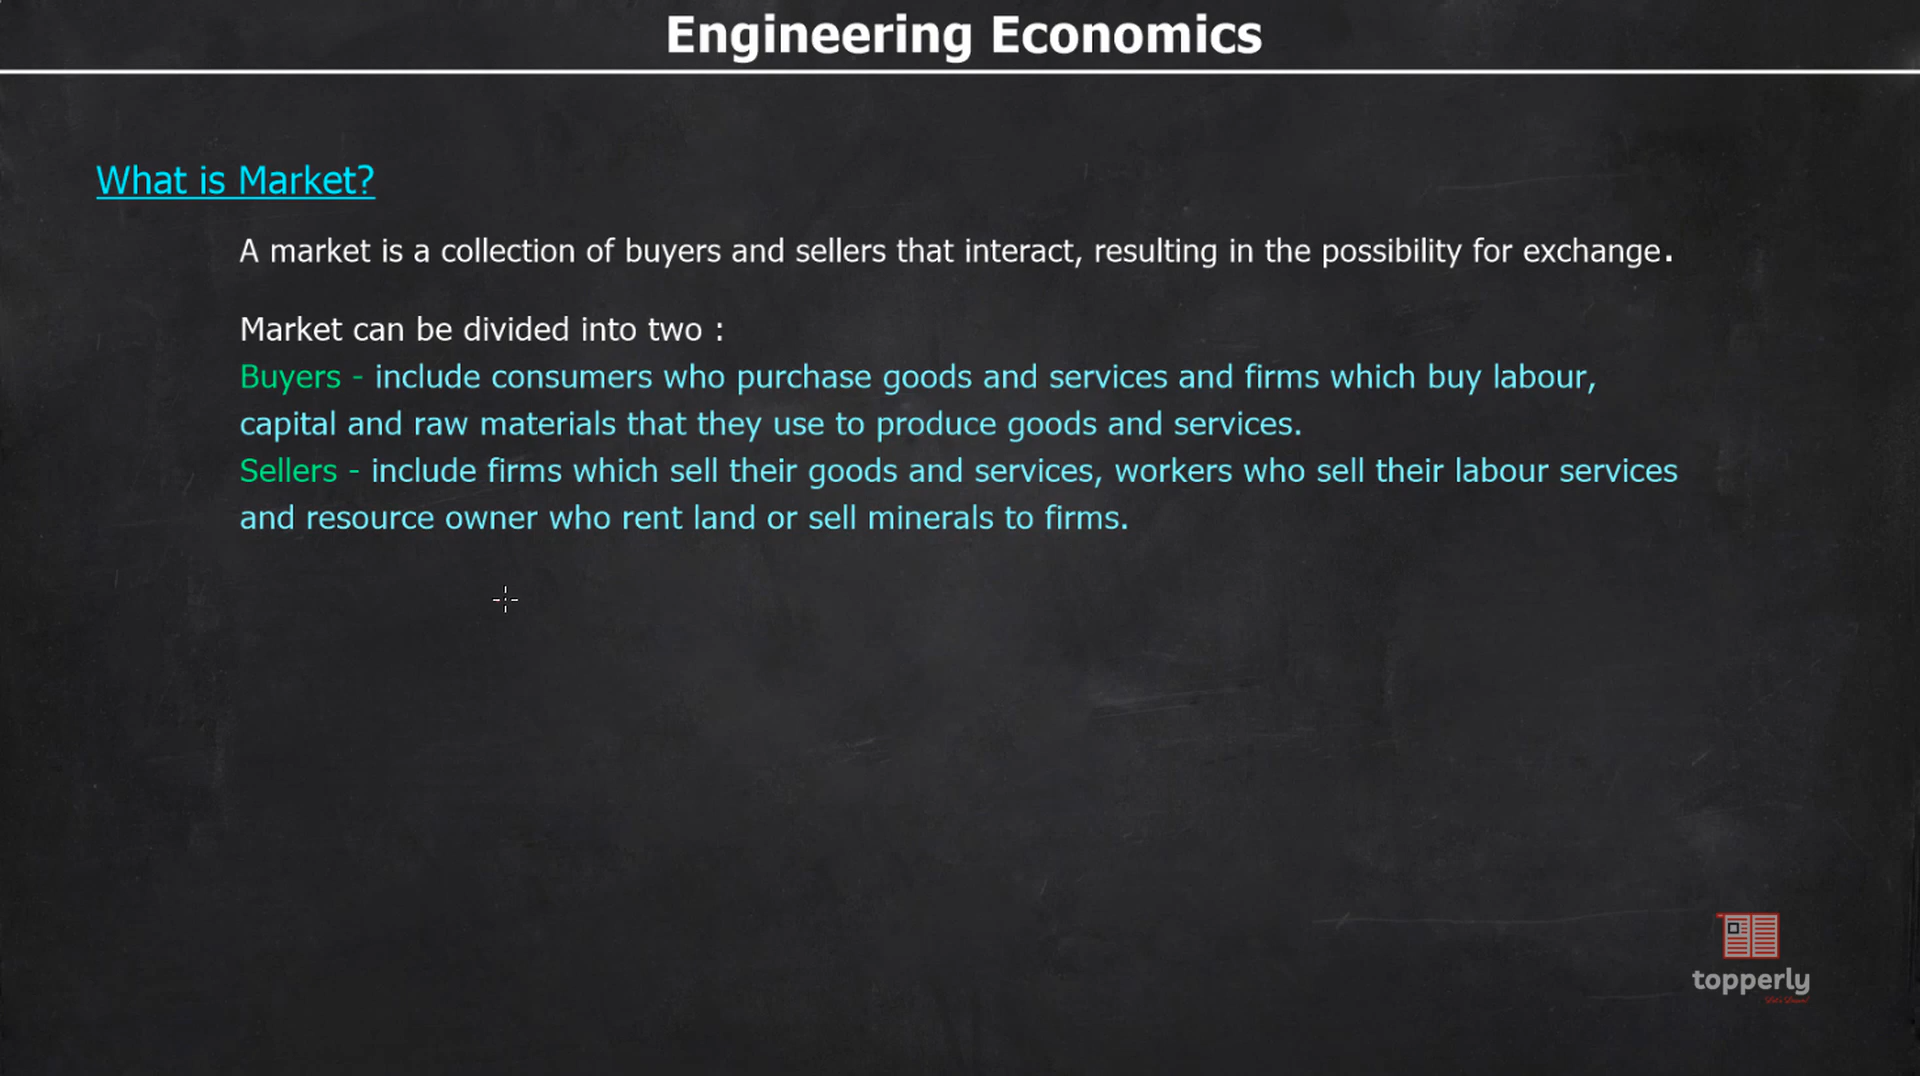 Engineering Economics
What is Market?
A market is a collection of buyers and sellers that interact, resulting in the possibility for exchange.
Market can be divided into two :
Buyers - include consumers who purchase goods and services and firms which buy labour,
capital and raw materials that they use to produce goods and services.
Sellers - include firms which sell their goods and services, workers who sell their labour services
and resource owner who rent land or sell minerals to firms.
topperly